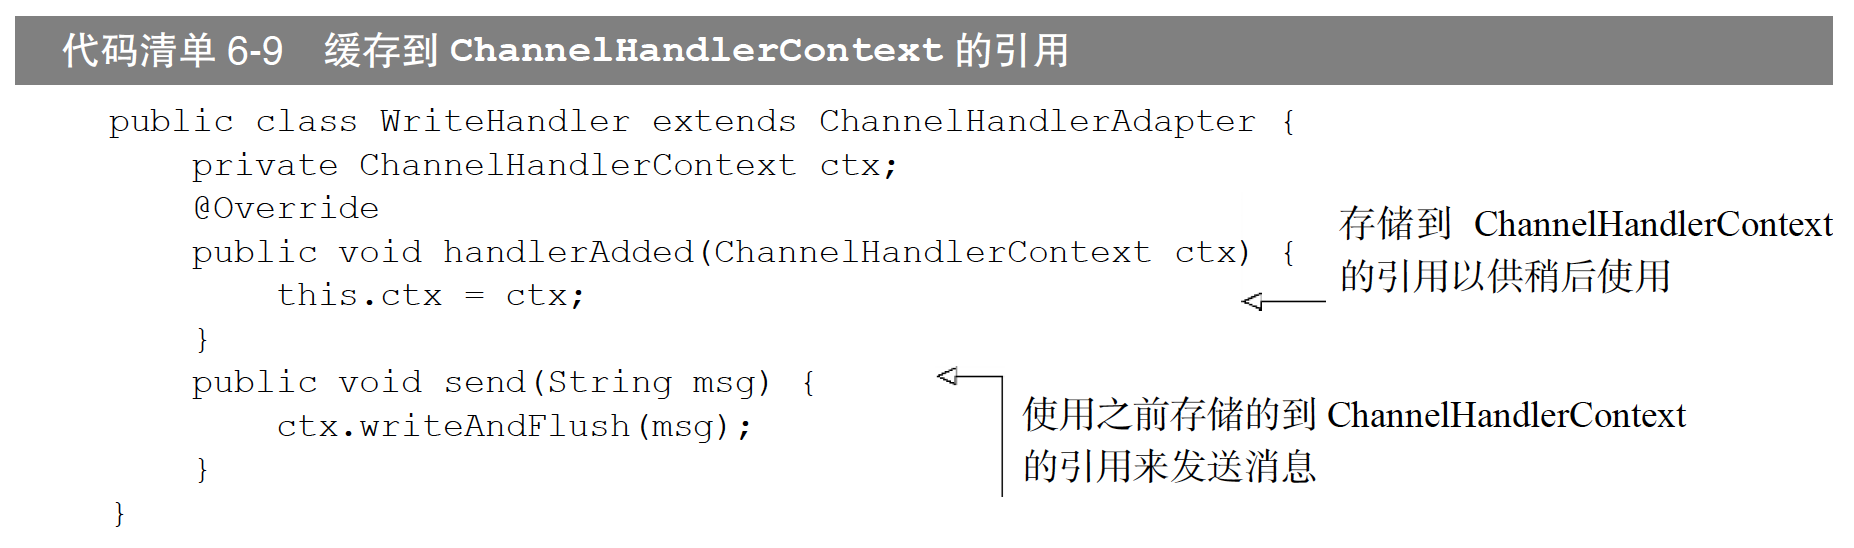 代码清单 6-9 缓存到 ChannelHandlerContext 的引用
public class WriteHandler extends ChannelHandlerAdapter {
    private ChannelHandlerContext ctx;
    @Override
    public void handlerAdded(ChannelHandlerContext ctx) {
        this.ctx = ctx;
    }
    public void send(String msg) {
        ctx.writeAndFlush(msg);
    }
}
存储到 ChannelHandlerContext
的引用以供稍后使用
使用之前存储的到 ChannelHandlerContext
的引用来发送消息